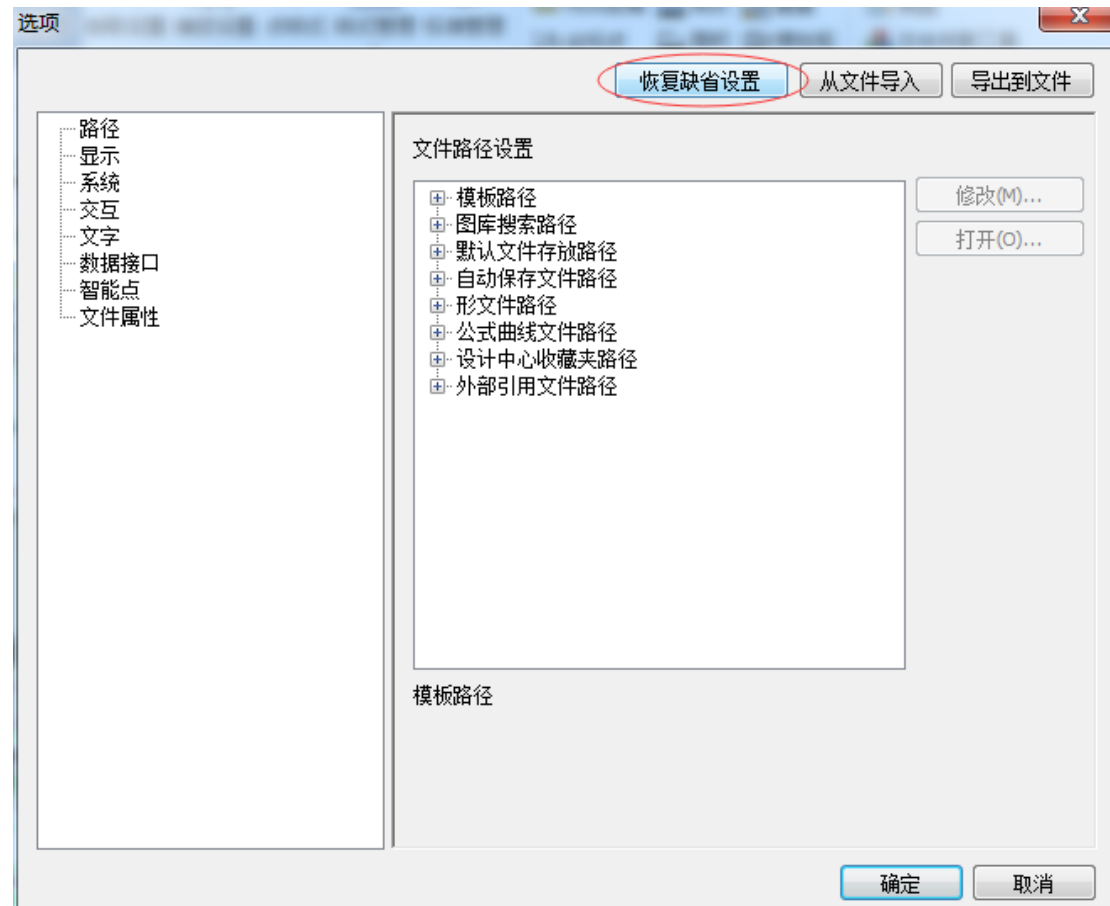 选项
恢复缺省设置 从文件导入 导出到文件
路径
显示
系统
交互
文字
数据接口
智能点
文件属性
文件路径设置
模板路径
图库搜索路径
默认文件存放路径
自动保存文件路径
形文件路径
公式曲线文件路径
设计中心收藏夹路径
外部引用文件路径
修改(M)...
打开(O)...
模板路径
确定 取消